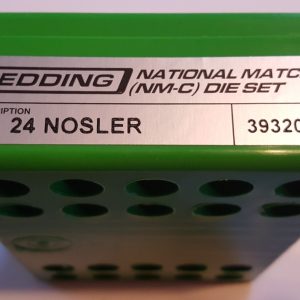 EDDING NATIONAL MATC
(NM-C) DIE SET
IPTION
24 NOSLER 39320